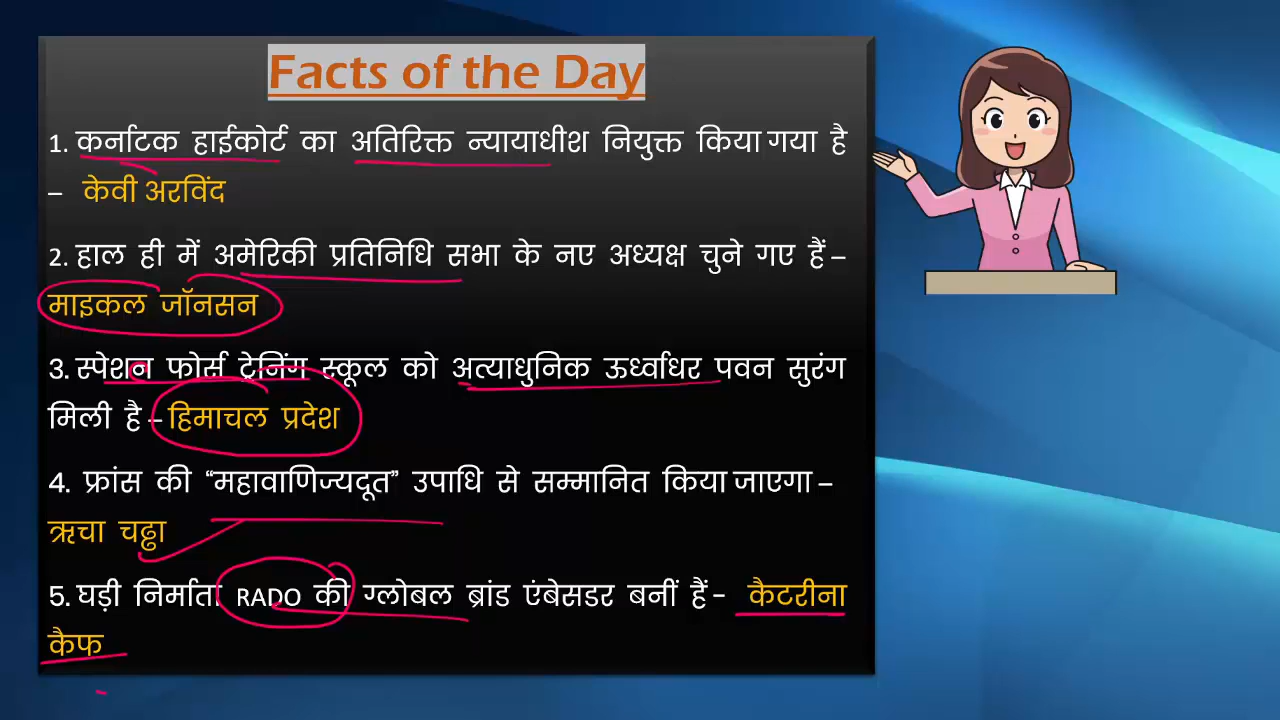 Facts of the Day
1. कर्नाटक हाईकोर्ट का अतिरिक्त न्यायाधीश नियुक्त किया गया है
– केवी अरविंद
2. हाल ही में अमेरिकी प्रतिनिधि सभा के नए अध्यक्ष चुने गए हैं–
माइकल जॉनसन
3. स्पेशन फोर्स ट्रेनिंग स्कूल को अत्याधुनिक ऊर्ध्वाधर पवन सुरंग
मिली है – हिमाचल प्रदेश
4. फ्रांस की “महावाणिज्यदूत” उपाधि से सम्मानित किया जाएगा –
ऋचा चढ्ढा
5. घड़ी निर्माता RADO की ग्लोबल ब्रांड एंबेसडर बनीं हैं- कैटरीना
कैफ